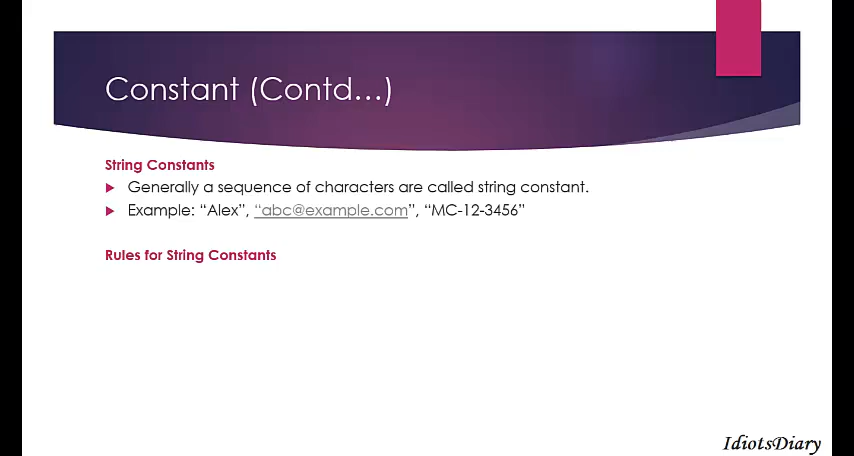 Constant (Contd...)
String Constants
Generally a sequence of characters are called string constant.
Example: “Alex”, “abc@example.com”, “MC-12-3456”
Rules for String Constants
IdiotsDiary